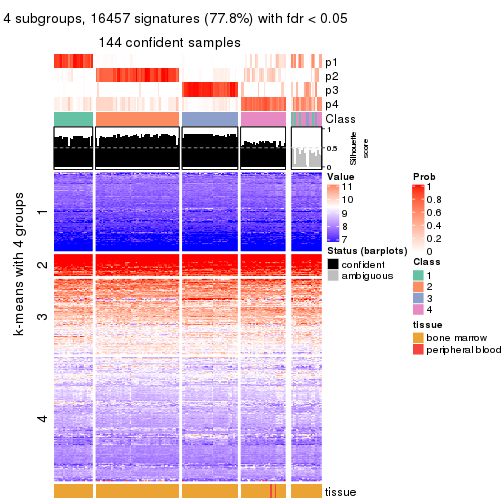 4 subgroups, 16457 signatures (77.8%) with fdr < 0.05
144 confident samples
p1
p2
p3
p4
Class
1
0.5
0
Silhouette
score
k-means with 4 groups
1
2
3
4
Value
11
10
9
8
7
Status (barplots)
confident
ambiguous
Prob
1
0.8
0.6
0.4
0.2
0
Class
1
2
3
4
tissue
bone marrow
peripheral blood
tissue